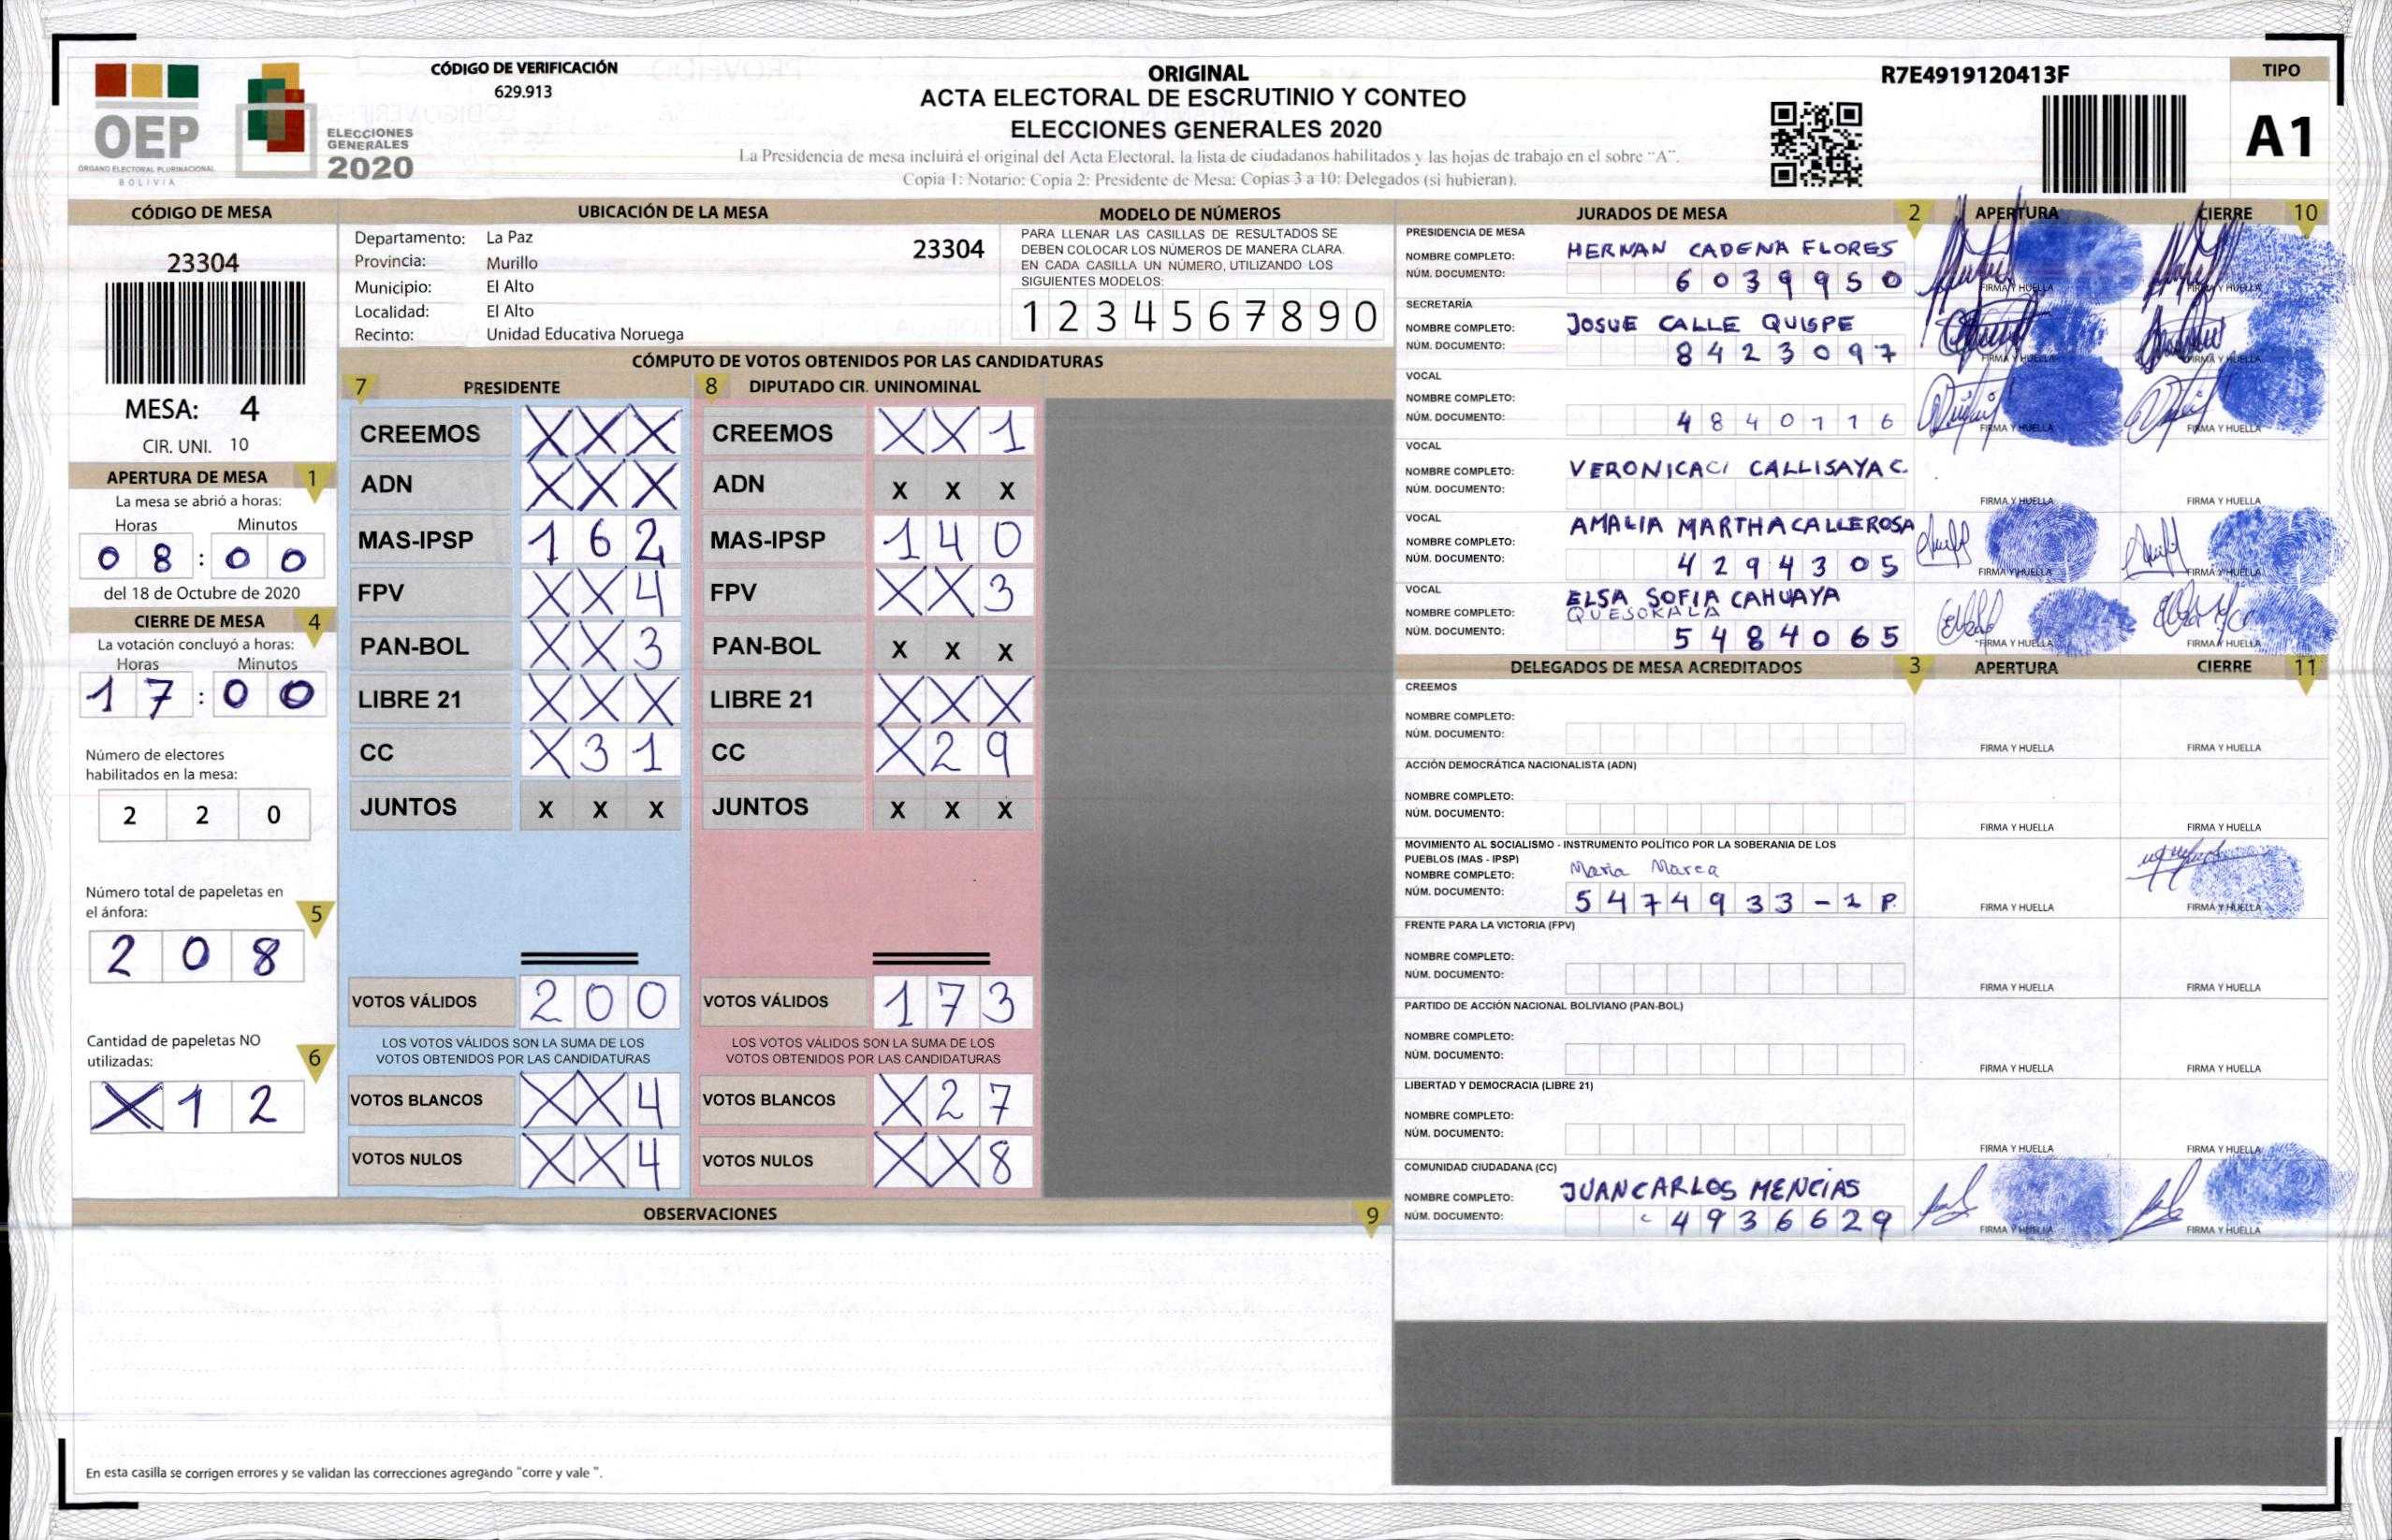 OEP
ÓRGANO ELECTORAL PLURINACIONAL
BOLIVIA
ELECCIONES
GENERALES
2020
CÓDIGO DE VERIFICACIÓN
629.913
ORIGINAL
ACTA ELECTORAL DE ESCRUTINIO Y CONTEO
ELECCIONES GENERALES 2020
La Presidencia de mesa incluirá el original del Acta Electoral, la lista de ciudadanos habilitados y las hojas de trabajo en el sobre "A".
Copia 1: Notario; Copia 2: Presidente de Mesa; Copias 3 a 10: Delegados (si hubieran).
R7E4919120413F
TIPO
A1
CÓDIGO DE MESA
23304
MESA: 4
CIR. UNI. 10
APERTURA DE MESA 1
La mesa se abrió a horas:
Horas Minutos
08:00
del 18 de Octubre de 2020
CIERRE DE MESA 4
La votación concluyó a horas:
Horas Minutos
17:00
Número de electores
habilitados en la mesa:
2 2 0
Número total de papeletas en
el ánfora: 5
2 0 8
Cantidad de papeletas NO
utilizadas: 6
X 1 2
UBICACIÓN DE LA MESA
Departamento: La Paz 23304
Provincia: Murillo
Municipio: El Alto
Localidad: El Alto
Recinto: Unidad Educativa Noruega
MODELO DE NÚMEROS
PARA LLENAR LAS CASILLAS DE RESULTADOS SE
DEBEN COLOCAR LOS NÚMEROS DE MANERA CLARA.
EN CADA CASILLA UN NÚMERO, UTILIZANDO LOS
SIGUIENTES MODELOS:
1 2 3 4 5 6 7 8 9 0
CÓMPUTO DE VOTOS OBTENIDOS POR LAS CANDIDATURAS
7 PRESIDENTE
CREEMOS X X X
ADN X X X
MAS-IPSP 1 6 2
FPV X X 4
PAN-BOL X X 3
LIBRE 21 X X X
CC X 3 1
JUNTOS X X X
VOTOS VÁLIDOS 2 0 0
LOS VOTOS VÁLIDOS SON LA SUMA DE LOS
VOTOS OBTENIDOS POR LAS CANDIDATURAS
VOTOS BLANCOS X X 4
VOTOS NULOS X X 4
8 DIPUTADO CIR. UNINOMINAL
CREEMOS X X 1
ADN X X X
MAS-IPSP 1 4 0
FPV X X 3
PAN-BOL X X X
LIBRE 21 X X X
CC X 2 9
JUNTOS X X X
VOTOS VÁLIDOS 1 7 3
LOS VOTOS VÁLIDOS SON LA SUMA DE LOS
VOTOS OBTENIDOS POR LAS CANDIDATURAS
VOTOS BLANCOS X 2 7
VOTOS NULOS X X 8
OBSERVACIONES 9
En esta casilla se corrigen errores y se validan las correcciones agregando "corre y vale ".
JURADOS DE MESA 2 APERTURA CIERRE 10
PRESIDENCIA DE MESA
NOMBRE COMPLETO: HERNAN CADENA FLORES
NÚM. DOCUMENTO: 6039950 FIRMA Y HUELLA FIRMA Y HUELLA
SECRETARÍA
NOMBRE COMPLETO: JOSUE CALLE QUISPE
NÚM. DOCUMENTO: 8423097 FIRMA Y HUELLA FIRMA Y HUELLA
VOCAL
NOMBRE COMPLETO:
NÚM. DOCUMENTO: 4840116 FIRMA Y HUELLA FIRMA Y HUELLA
VOCAL
NOMBRE COMPLETO: VERONICA CALLISAYA C.
NÚM. DOCUMENTO: FIRMA Y HUELLA FIRMA Y HUELLA
VOCAL
NOMBRE COMPLETO: AMALIA MARTHA CALLE ROSA
NÚM. DOCUMENTO: 4294305 FIRMA Y HUELLA FIRMA Y HUELLA
VOCAL
NOMBRE COMPLETO: ELSA SOFIA CAHUAYA
QUESOKALA
NÚM. DOCUMENTO: 5484065 FIRMA Y HUELLA FIRMA Y HUELLA
DELEGADOS DE MESA ACREDITADOS 3 APERTURA CIERRE 11
CREEMOS
NOMBRE COMPLETO:
NÚM. DOCUMENTO: FIRMA Y HUELLA FIRMA Y HUELLA
ACCIÓN DEMOCRÁTICA NACIONALISTA (ADN)
NOMBRE COMPLETO:
NÚM. DOCUMENTO: FIRMA Y HUELLA FIRMA Y HUELLA
MOVIMIENTO AL SOCIALISMO - INSTRUMENTO POLÍTICO POR LA SOBERANIA DE LOS
PUEBLOS (MAS - IPSP)
NOMBRE COMPLETO: Maria Marca
NÚM. DOCUMENTO: 5474933-1P. FIRMA Y HUELLA FIRMA Y HUELLA
FRENTE PARA LA VICTORIA (FPV)
NOMBRE COMPLETO:
NÚM. DOCUMENTO: FIRMA Y HUELLA FIRMA Y HUELLA
PARTIDO DE ACCIÓN NACIONAL BOLIVIANO (PAN-BOL)
NOMBRE COMPLETO:
NÚM. DOCUMENTO: FIRMA Y HUELLA FIRMA Y HUELLA
LIBERTAD Y DEMOCRACIA (LIBRE 21)
NOMBRE COMPLETO:
NÚM. DOCUMENTO: FIRMA Y HUELLA FIRMA Y HUELLA
COMUNIDAD CIUDADANA (CC)
NOMBRE COMPLETO: JUAN CARLOS MENCIAS
NÚM. DOCUMENTO: 4936629 FIRMA Y HUELLA FIRMA Y HUELLA